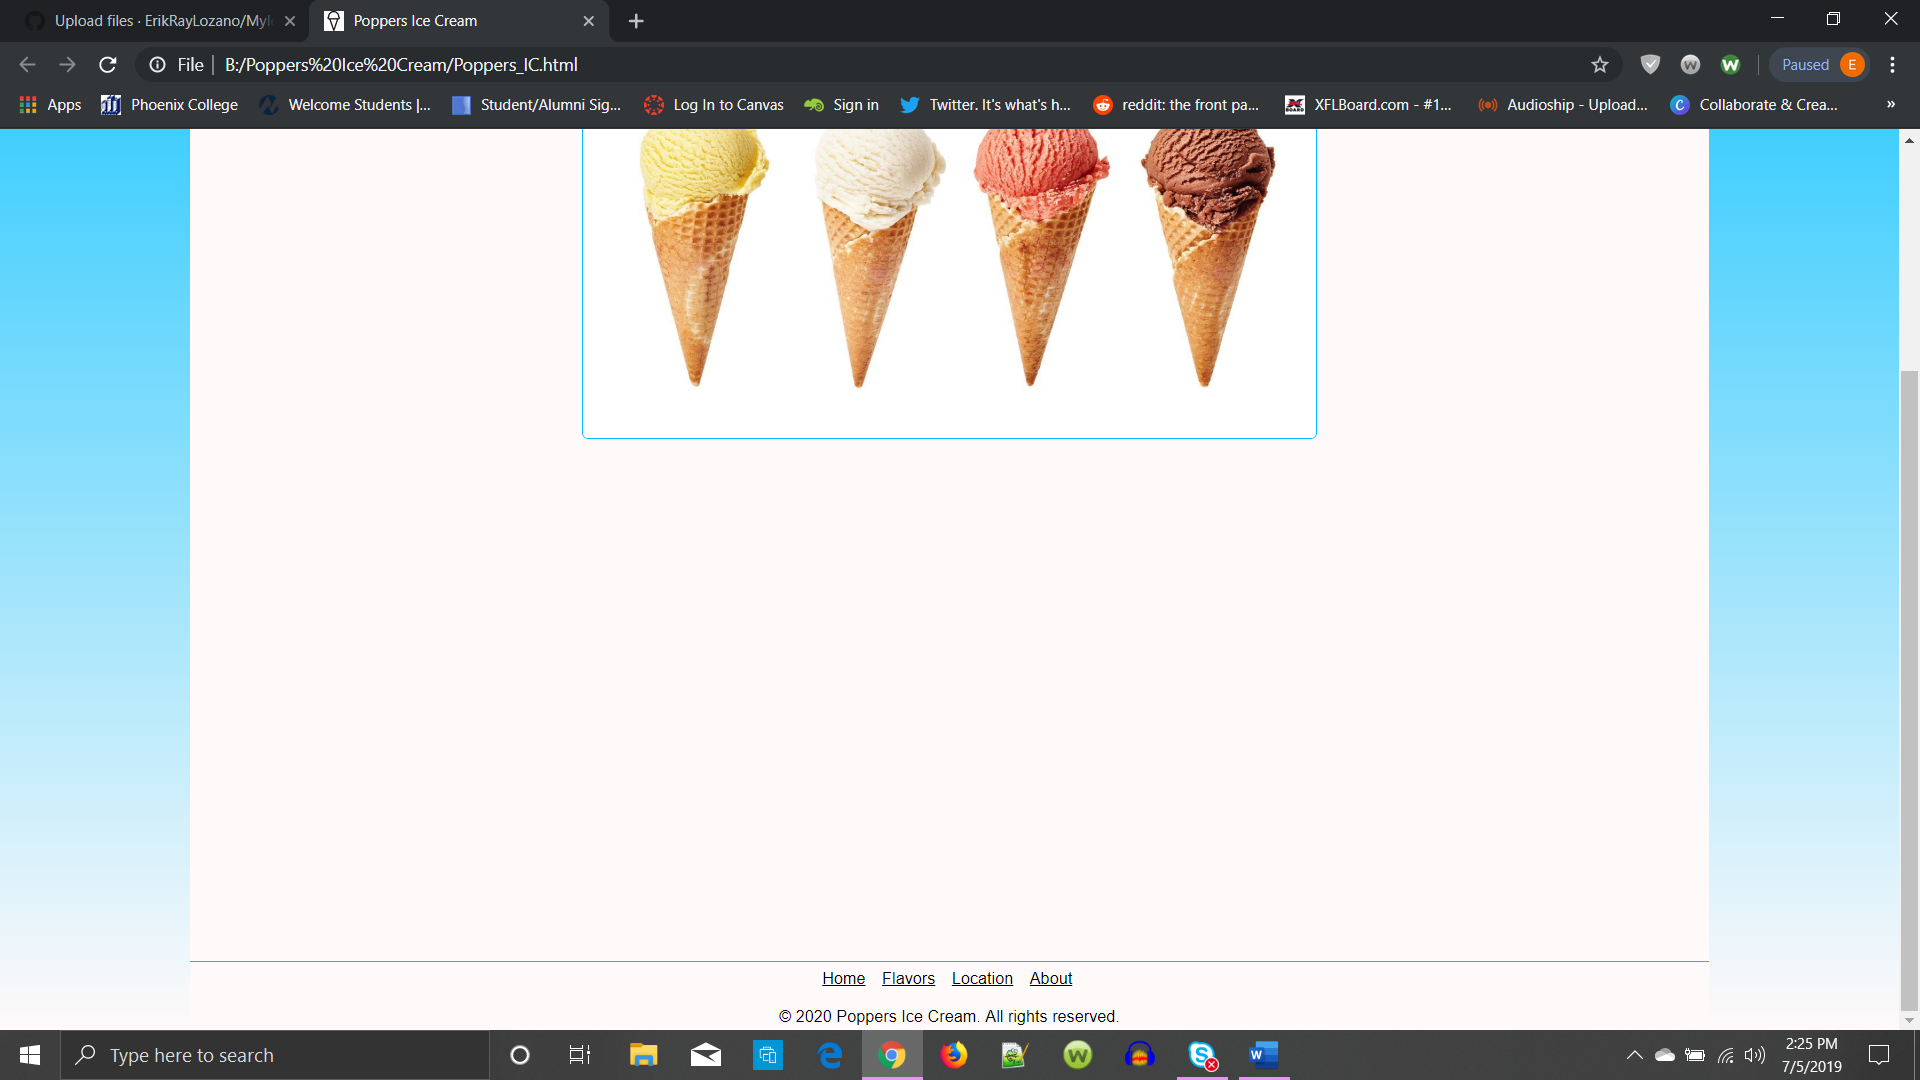 Upload files · ErikRayLozano/Myl
Poppers Ice Cream
File
B:/Poppers%20Ice%20Cream/Poppers_IC.html
Paused
E
Apps
Phoenix College
Welcome Students |...
Student/Alumni Sig...
Log In to Canvas
Sign in
Twitter. It's what's h...
reddit: the front pa...
XFLBoard.com - #1...
Audioship - Upload...
Collaborate & Crea...
»
Home Flavors Location About
© 2020 Poppers Ice Cream. All rights reserved.
Type here to search
2:25 PM
7/5/2019